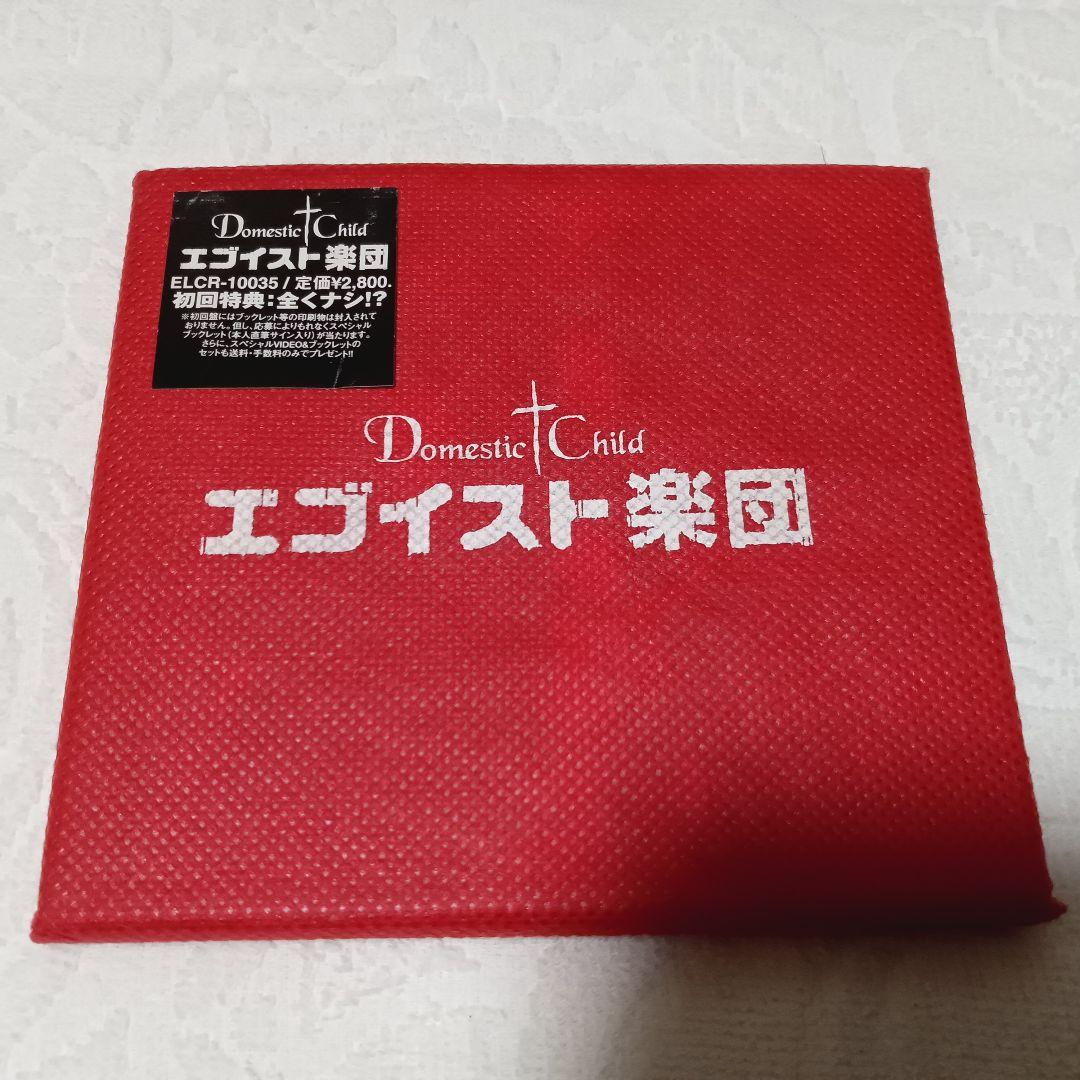 Domestic†Child
エゴイスト楽団
ELCR-10035 / 定価¥2,800.
初回特典:全くナシ!?
※初回盤にはブックレット等の印刷物は封入されて
おりません。但し、応募によりもれなくスペシャル
ブックレット(本人直筆サイン入り)が当たります。
さらに、スペシャルVIDEO&ブックレットの
セットも送料・手数料のみでプレゼント!!
Domestic†Child
エゴイスト楽団